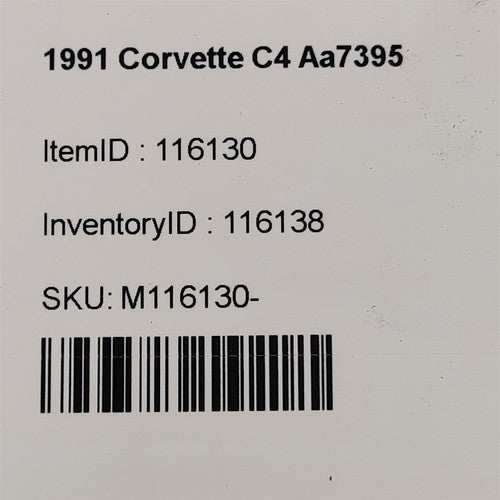 1991 Corvette C4 Aa7395
ItemID : 116130
InventoryID : 116138
SKU: M116130-